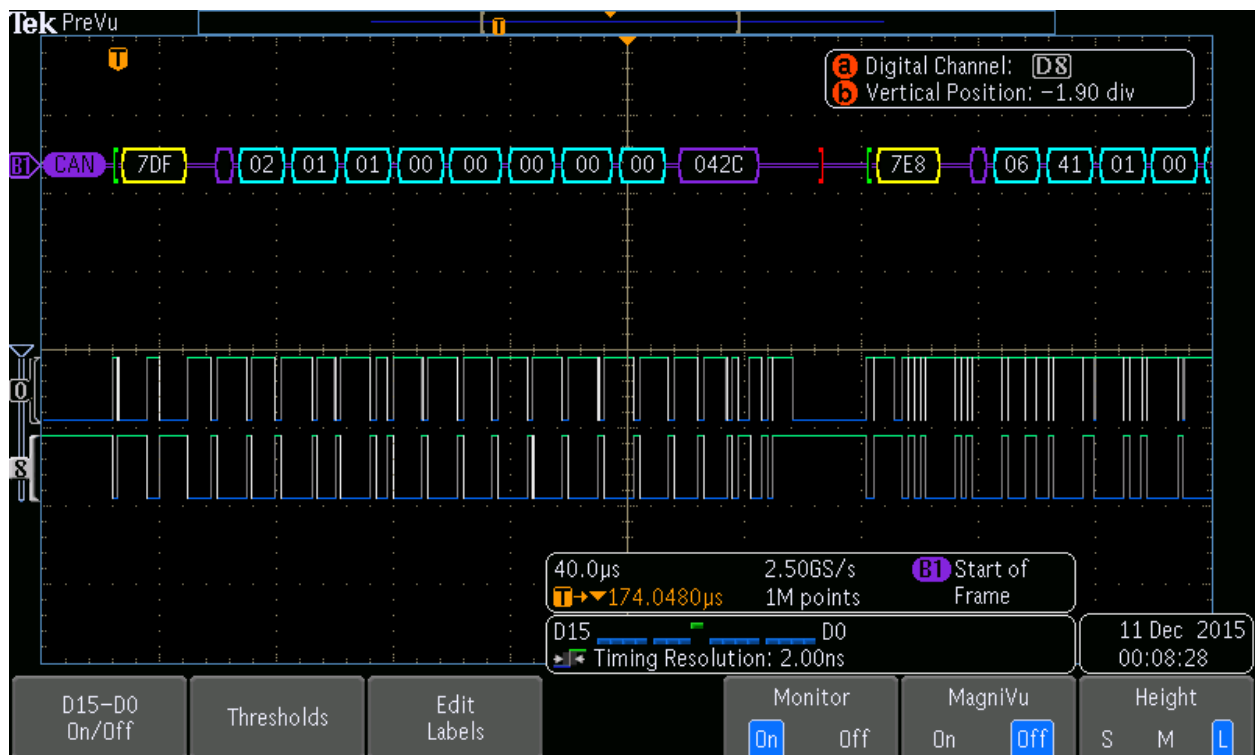 Tek PreVu
T
T
a Digital Channel: D8
b Vertical Position: −1.90 div
B1 CAN 7DF 02 01 01 00 00 00 00 00 042C 7E8 06 41 01 00
0
8
40.0µs 2.50GS/s B1 Start of
T→▼174.0480µs 1M points Frame
D15 D0
Timing Resolution: 2.00ns
11 Dec 2015
00:08:28
D15−D0
On/Off
Thresholds
Edit
Labels
Monitor
On Off
MagniVu
On Off
Height
S M L